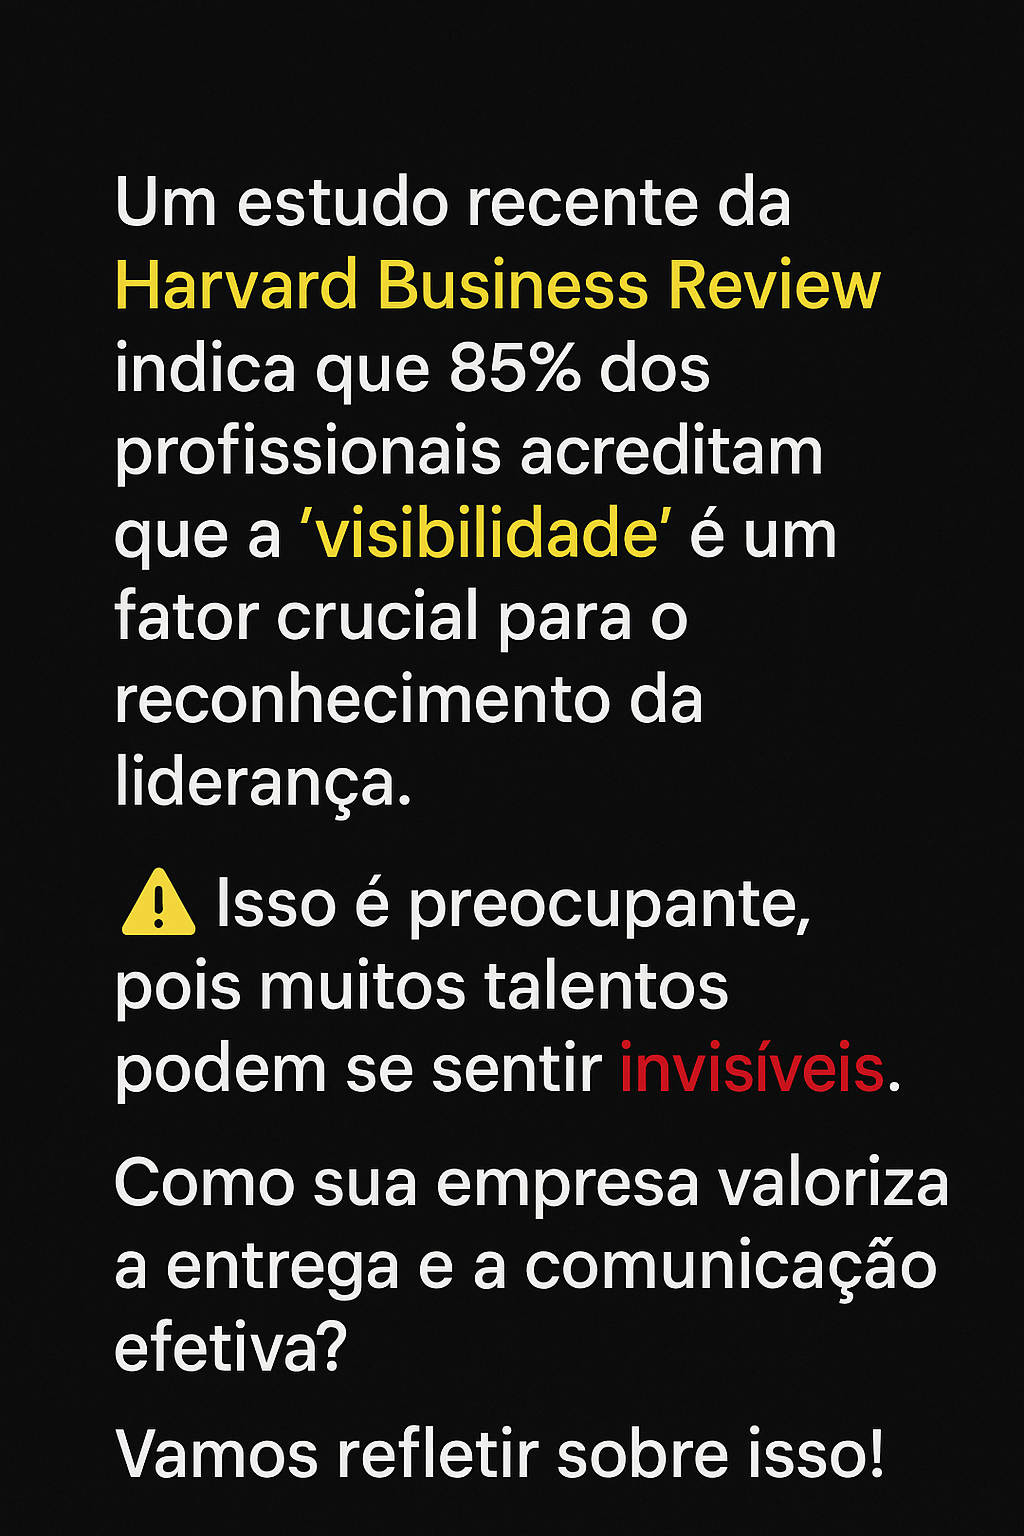 Um estudo recente da
Harvard Business Review
indica que 85% dos
profissionais acreditam
que a ′visibilidade′ é um
fator crucial para o
reconhecimento da
liderança.
⚠ Isso é preocupante,
pois muitos talentos
podem se sentir invisíveis.
Como sua empresa valoriza
a entrega e a comunicação
efetiva?
Vamos refletir sobre isso!